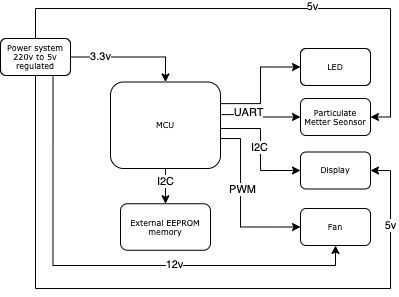 5v
Power system
220v to 5v
regulated
3.3v
LED
MCU
UART
Particulate
Metter Seonsor
I2C
Display
I2C
PWM
External EEPROM
memory
Fan
5v
12v